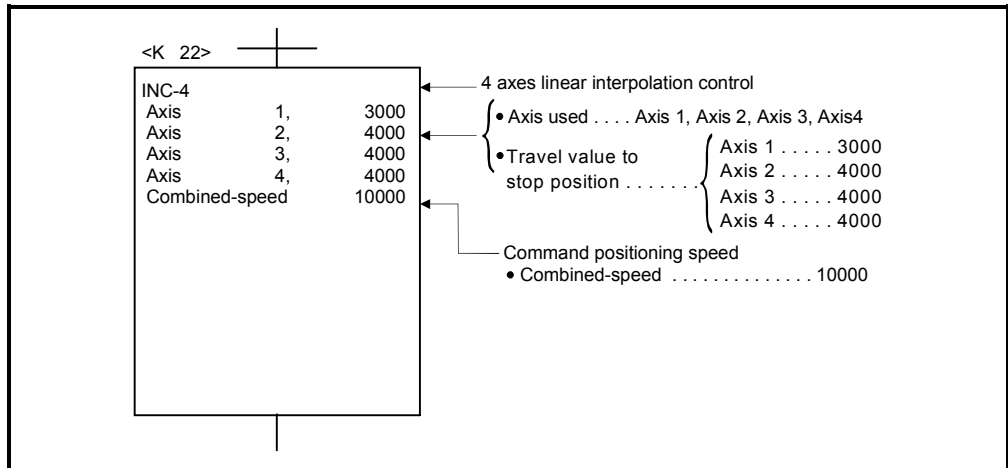 <K 22>
INC-4
Axis 1, 3000
Axis 2, 4000
Axis 3, 4000
Axis 4, 4000
Combined-speed 10000
4 axes linear interpolation control
• Axis used . . . . Axis 1, Axis 2, Axis 3, Axis4
• Travel value to
stop position . . . . . . .
Axis 1 . . . . . 3000
Axis 2 . . . . . 4000
Axis 3 . . . . . 4000
Axis 4 . . . . . 4000
Command positioning speed
• Combined-speed . . . . . . . . . . . . . . 10000